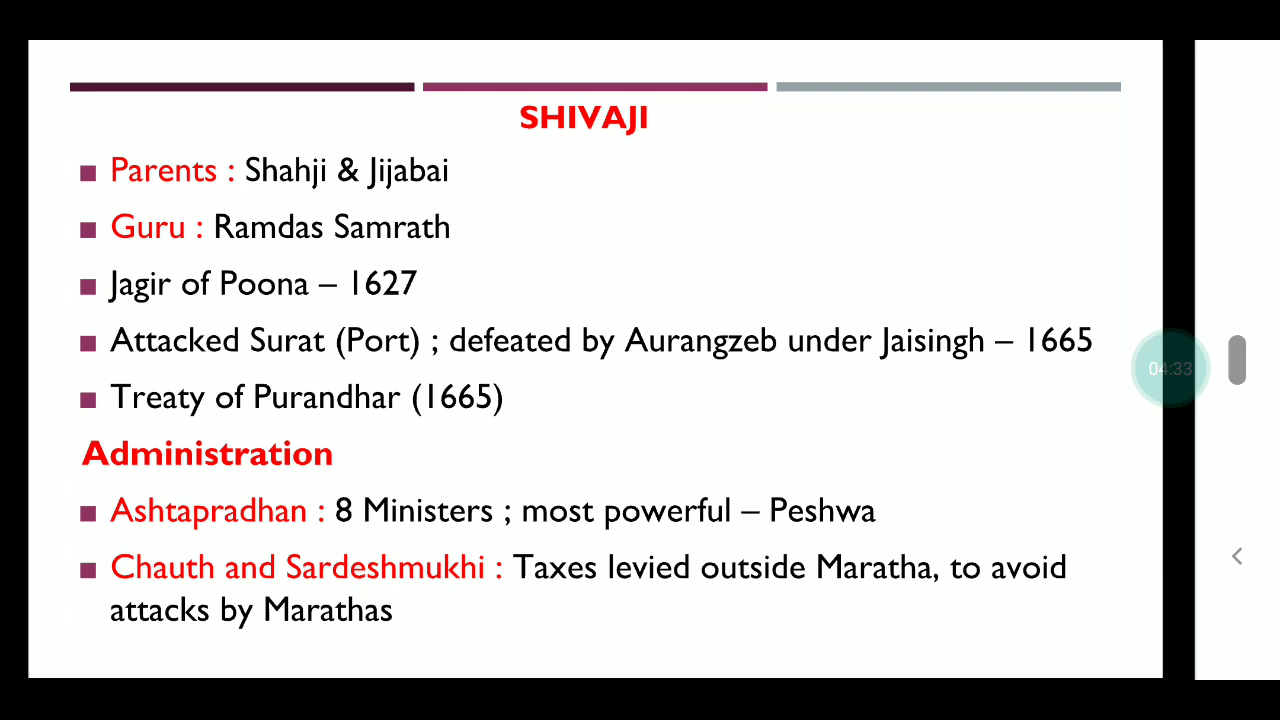 SHIVAJI
Parents : Shahji & Jijabai
Guru : Ramdas Samrath
Jagir of Poona – 1627
Attacked Surat (Port) ; defeated by Aurangzeb under Jaisingh – 1665
Treaty of Purandhar (1665)
Administration
Ashtapradhan : 8 Ministers ; most powerful – Peshwa
Chauth and Sardeshmukhi : Taxes levied outside Maratha, to avoid
attacks by Marathas
04:33